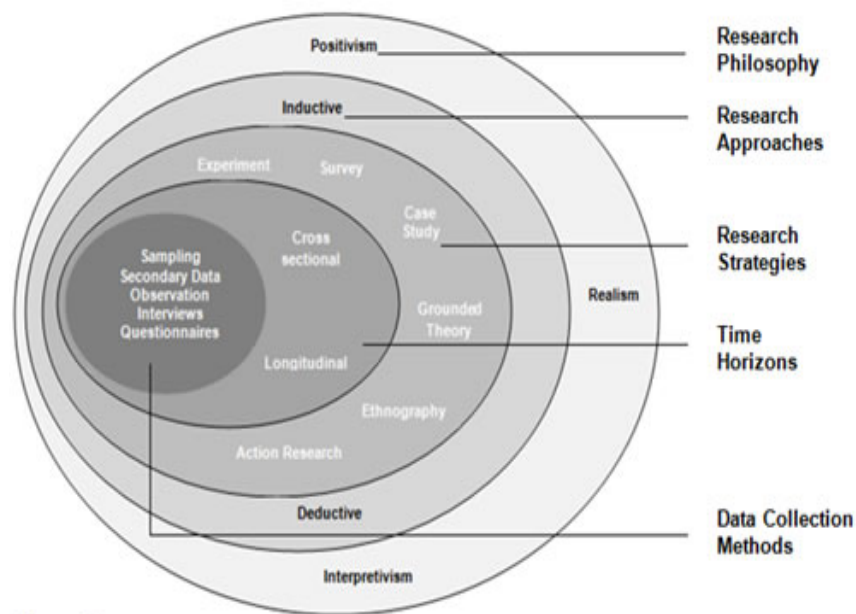 Positivism
Research
Philosophy
Inductive
Research
Approaches
Experiment
Survey
Case
Study
Research
Strategies
Cross
sectional
Sampling
Secondary Data
Observation
Interviews
Questionnaires
Realism
Grounded
Theory
Time
Horizons
Longitudinal
Ethnography
Action Research
Deductive
Data Collection
Methods
Interpretivism